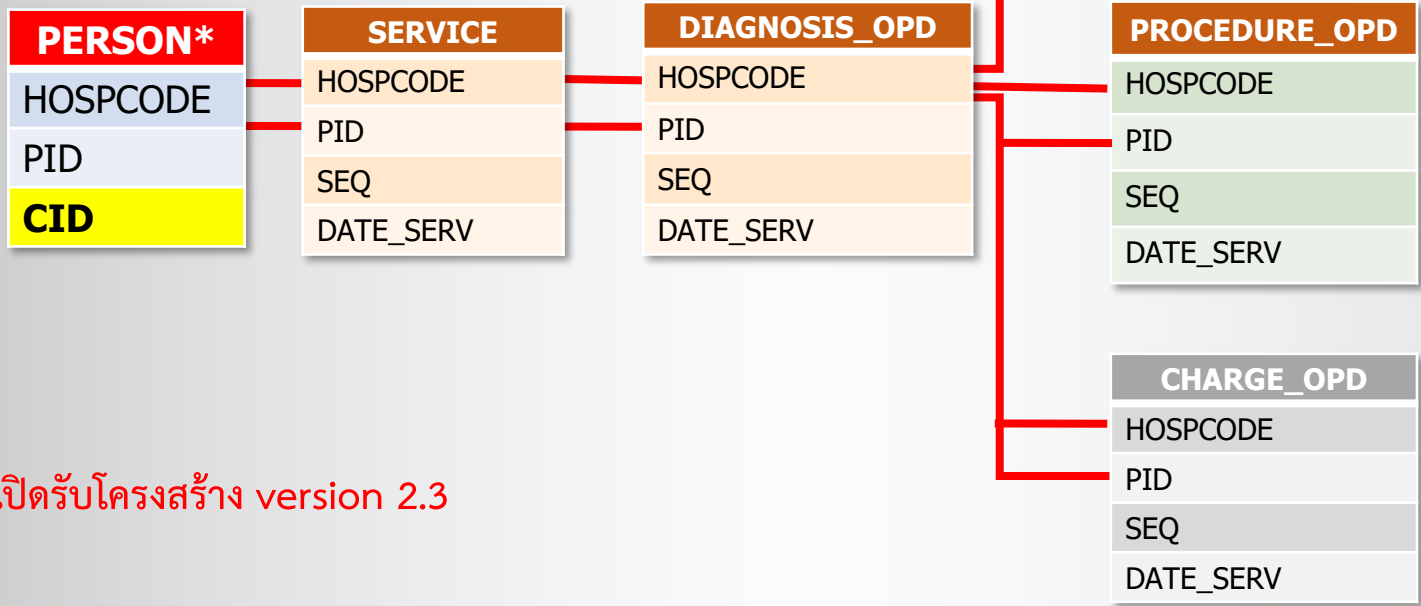 PERSON*
HOSPCODE
PID
CID
SERVICE
HOSPCODE
PID
SEQ
DATE_SERV
DIAGNOSIS_OPD
HOSPCODE
PID
SEQ
DATE_SERV
PROCEDURE_OPD
HOSPCODE
PID
SEQ
DATE_SERV
CHARGE_OPD
HOSPCODE
PID
SEQ
DATE_SERV
เปิดรับโครงสร้าง version 2.3